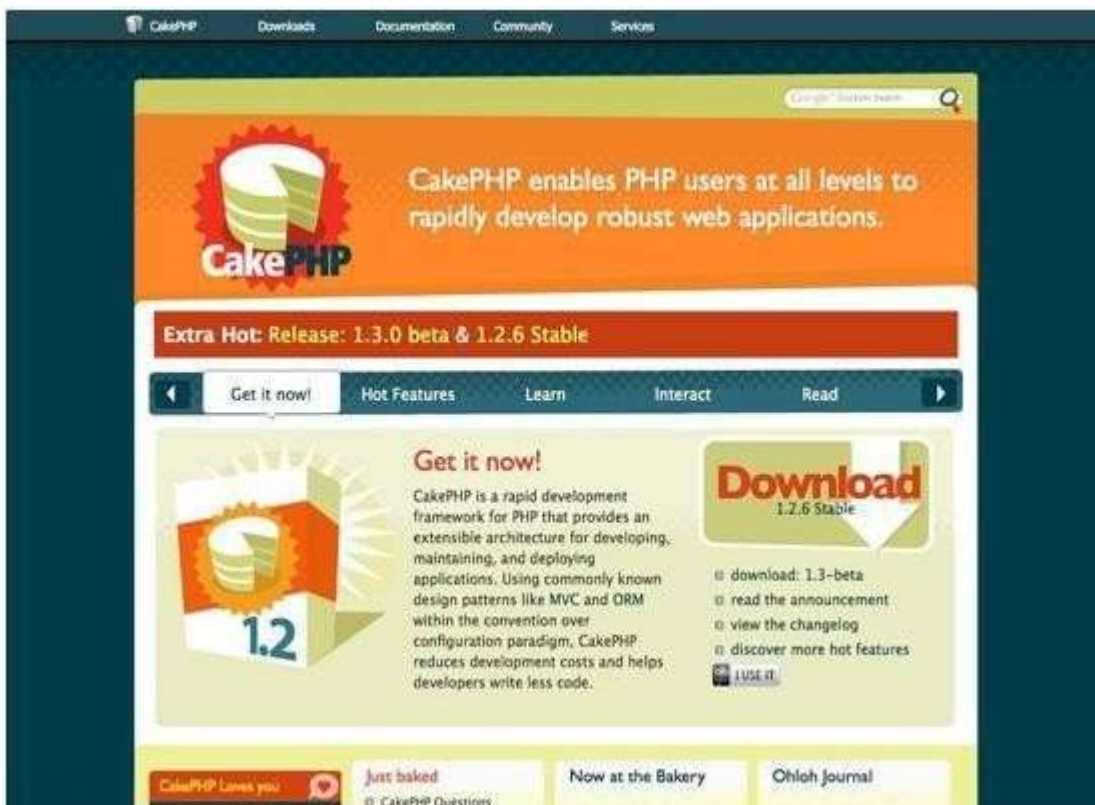 CakePHP Downloads Documentation Community Services
CakePHP enables PHP users at all levels to
rapidly develop robust web applications.
CakePHP
Extra Hot: Release: 1.3.0 beta & 1.2.6 Stable
Get it now! Hot Features Learn Interact Read
Get it now!
CakePHP is a rapid development
framework for PHP that provides an
extensible architecture for developing,
maintaining, and deploying
applications. Using commonly known
design patterns like MVC and ORM
within the convention over
configuration paradigm, CakePHP
reduces development costs and helps
developers write less code.
1.2
Download
1.2.6 Stable
download: 1.3-beta
read the announcement
view the changelog
discover more hot features
I USE IT
CakePHP Loves you
Just baked
CakePHP Questions
Now at the Bakery
Ohloh Journal